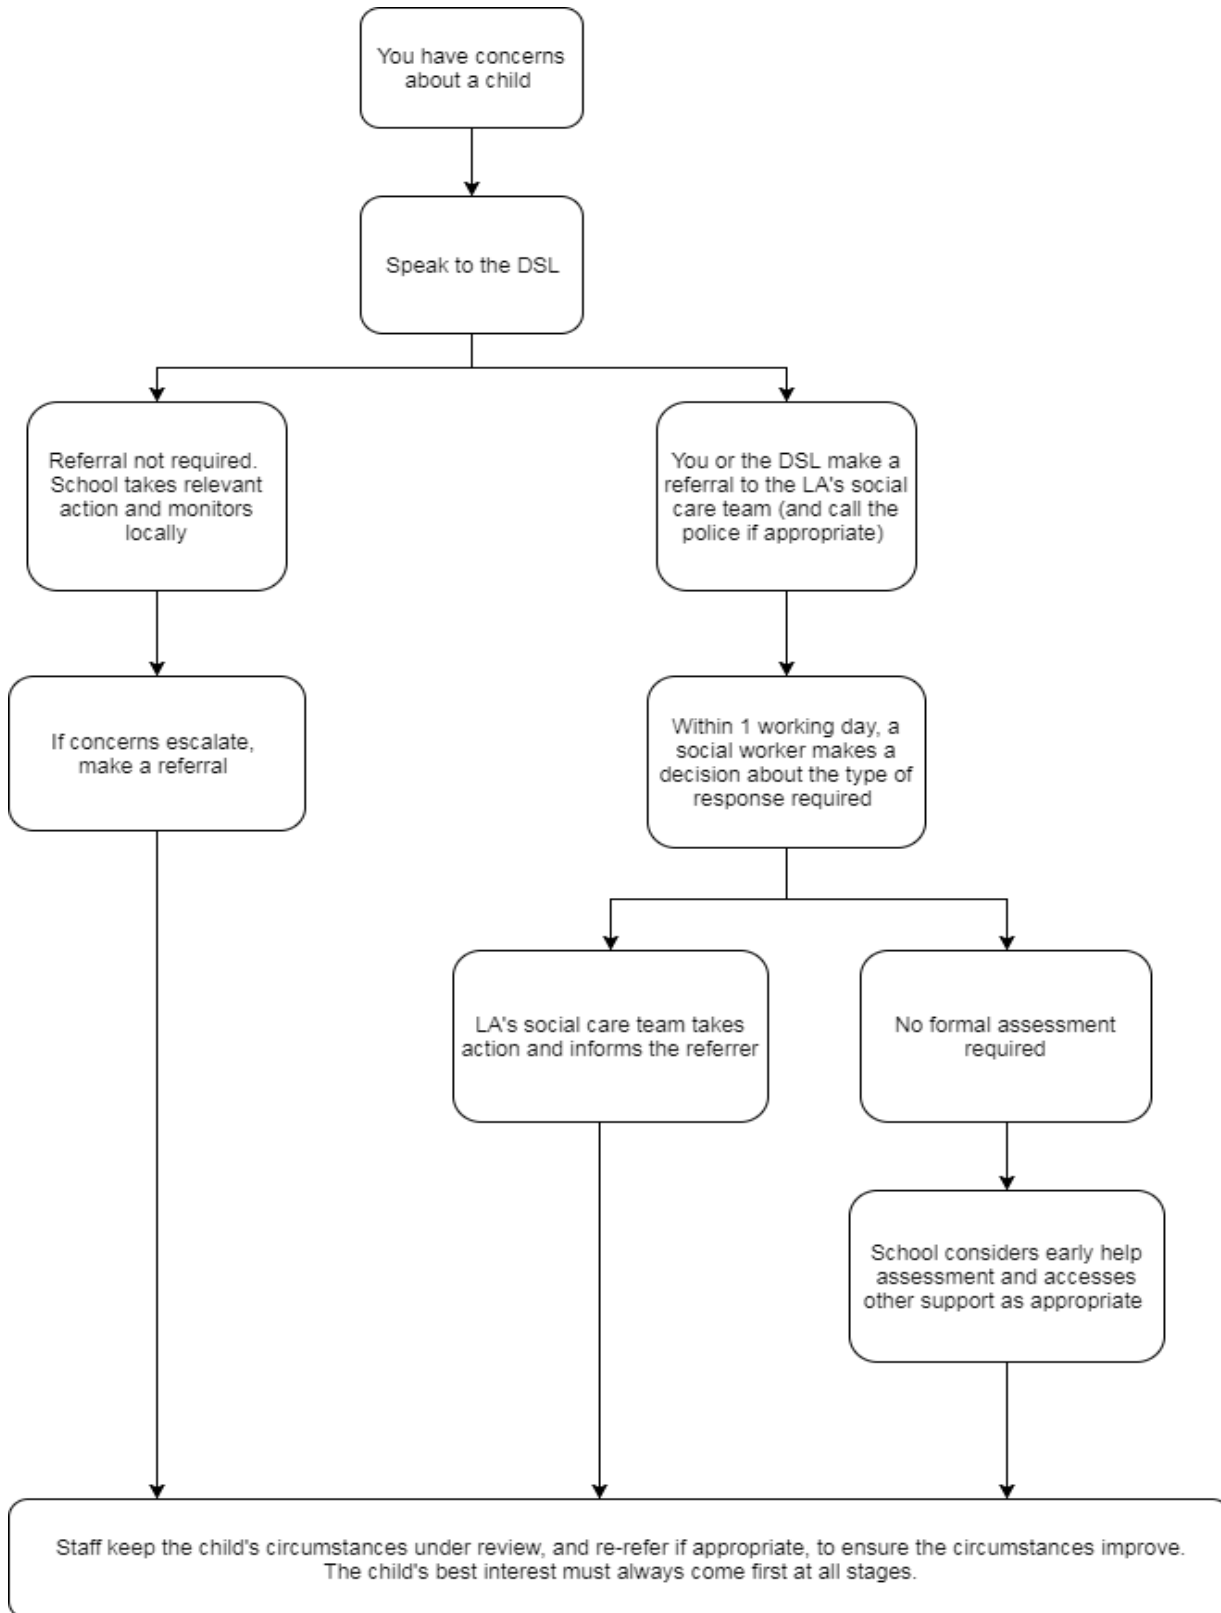 You have concerns
about a child
Speak to the DSL
Referral not required.
School takes relevant
action and monitors
locally
You or the DSL make a
referral to the LA's social
care team (and call the
police if appropriate)
If concerns escalate,
make a referral
Within 1 working day, a
social worker makes a
decision about the type of
response required
LA's social care team takes
action and informs the referrer
No formal assessment
required
School considers early help
assessment and accesses
other support as appropriate
Staff keep the child's circumstances under review, and re-refer if appropriate, to ensure the circumstances improve.
The child's best interest must always come first at all stages.